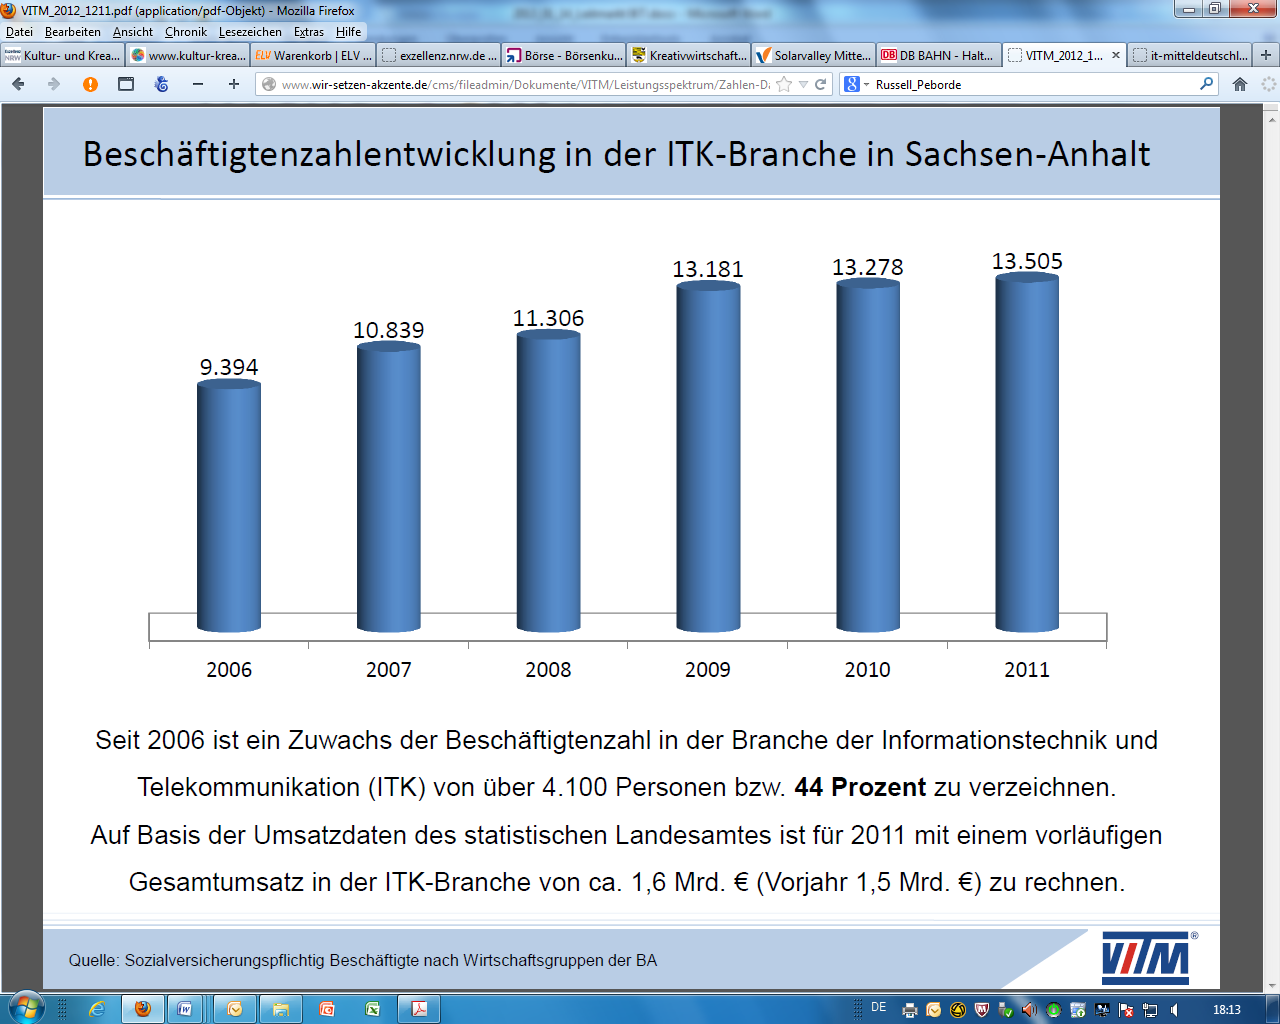 VITM_2012_1211.pdf (application/pdf-Objekt) - Mozilla Firefox
Datei Bearbeiten Ansicht Chronik Lesezeichen Extras Hilfe
Kultur- und Krea... www.kultur-krea... ELV Warenkorb | ELV ... exzellenz.nrw.de ... Börse - Börsenku... Kreativwirtschaft... Solarvalley Mitte... DB DB BAHN - Halt... VITM_2012_1... it-mitteldeutschl...
www.wir-setzen-akzente.de/cms/fileadmin/Dokumente/VITM/Leistungsspektrum/Zahlen-Da Russell_Peborde
Beschäftigtenzahlentwicklung in der ITK-Branche in Sachsen-Anhalt
9.394 10.839 11.306 13.181 13.278 13.505
2006 2007 2008 2009 2010 2011
Seit 2006 ist ein Zuwachs der Beschäftigtenzahl in der Branche der Informationstechnik und
Telekommunikation (ITK) von über 4.100 Personen bzw. 44 Prozent zu verzeichnen.
Auf Basis der Umsatzdaten des statistischen Landesamtes ist für 2011 mit einem vorläufigen
Gesamtumsatz in der ITK-Branche von ca. 1,6 Mrd. € (Vorjahr 1,5 Mrd. €) zu rechnen.
Quelle: Sozialversicherungspflichtig Beschäftigte nach Wirtschaftsgruppen der BA
VITM®
DE 18:13